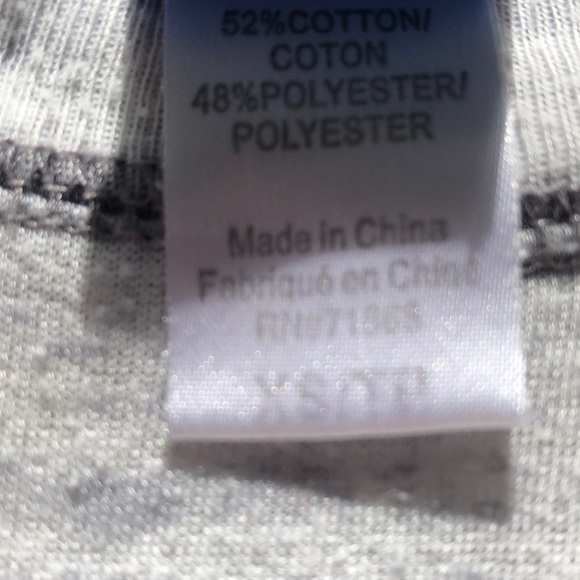 52%COTTON/
COTON
48%POLYESTER/
POLYESTER
Made in China
Fabriqué en Chine